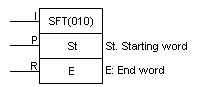 I SFT(010)
P St St. Starting word
R E E: End word